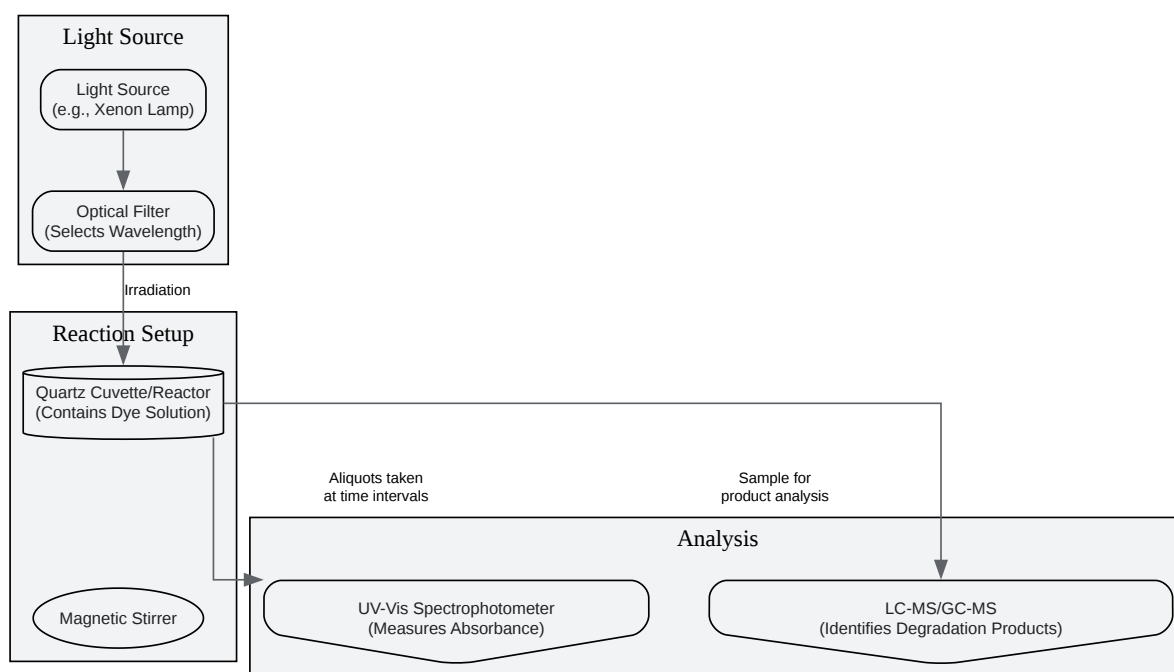 Light Source
Light Source
(e.g., Xenon Lamp)
Optical Filter
(Selects Wavelength)
Irradiation
Reaction Setup
Quartz Cuvette/Reactor
(Contains Dye Solution)
Aliquots taken
at time intervals
Sample for
product analysis
Analysis
Magnetic Stirrer
UV-Vis Spectrophotometer
(Measures Absorbance)
LC-MS/GC-MS
(Identifies Degradation Products)